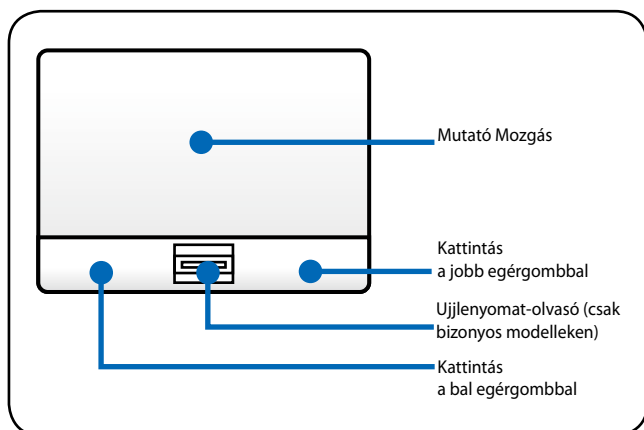 Mutató Mozgás
Kattintás
a jobb egérgombbal
Ujjlenyomat-olvasó (csak
bizonyos modelleken)
Kattintás
a bal egérgombbal